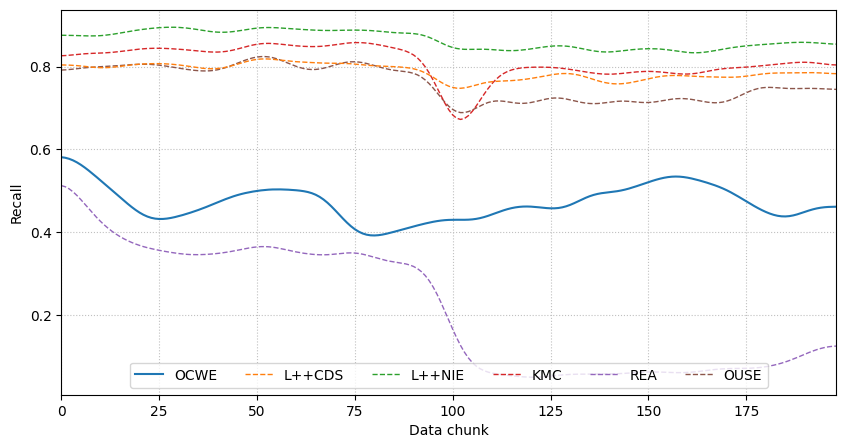 Recall
0.8
0.6
0.4
0.2
OCWE L++CDS L++NIE KMC REA OUSE
0 25 50 75 100 125 150 175
Data chunk